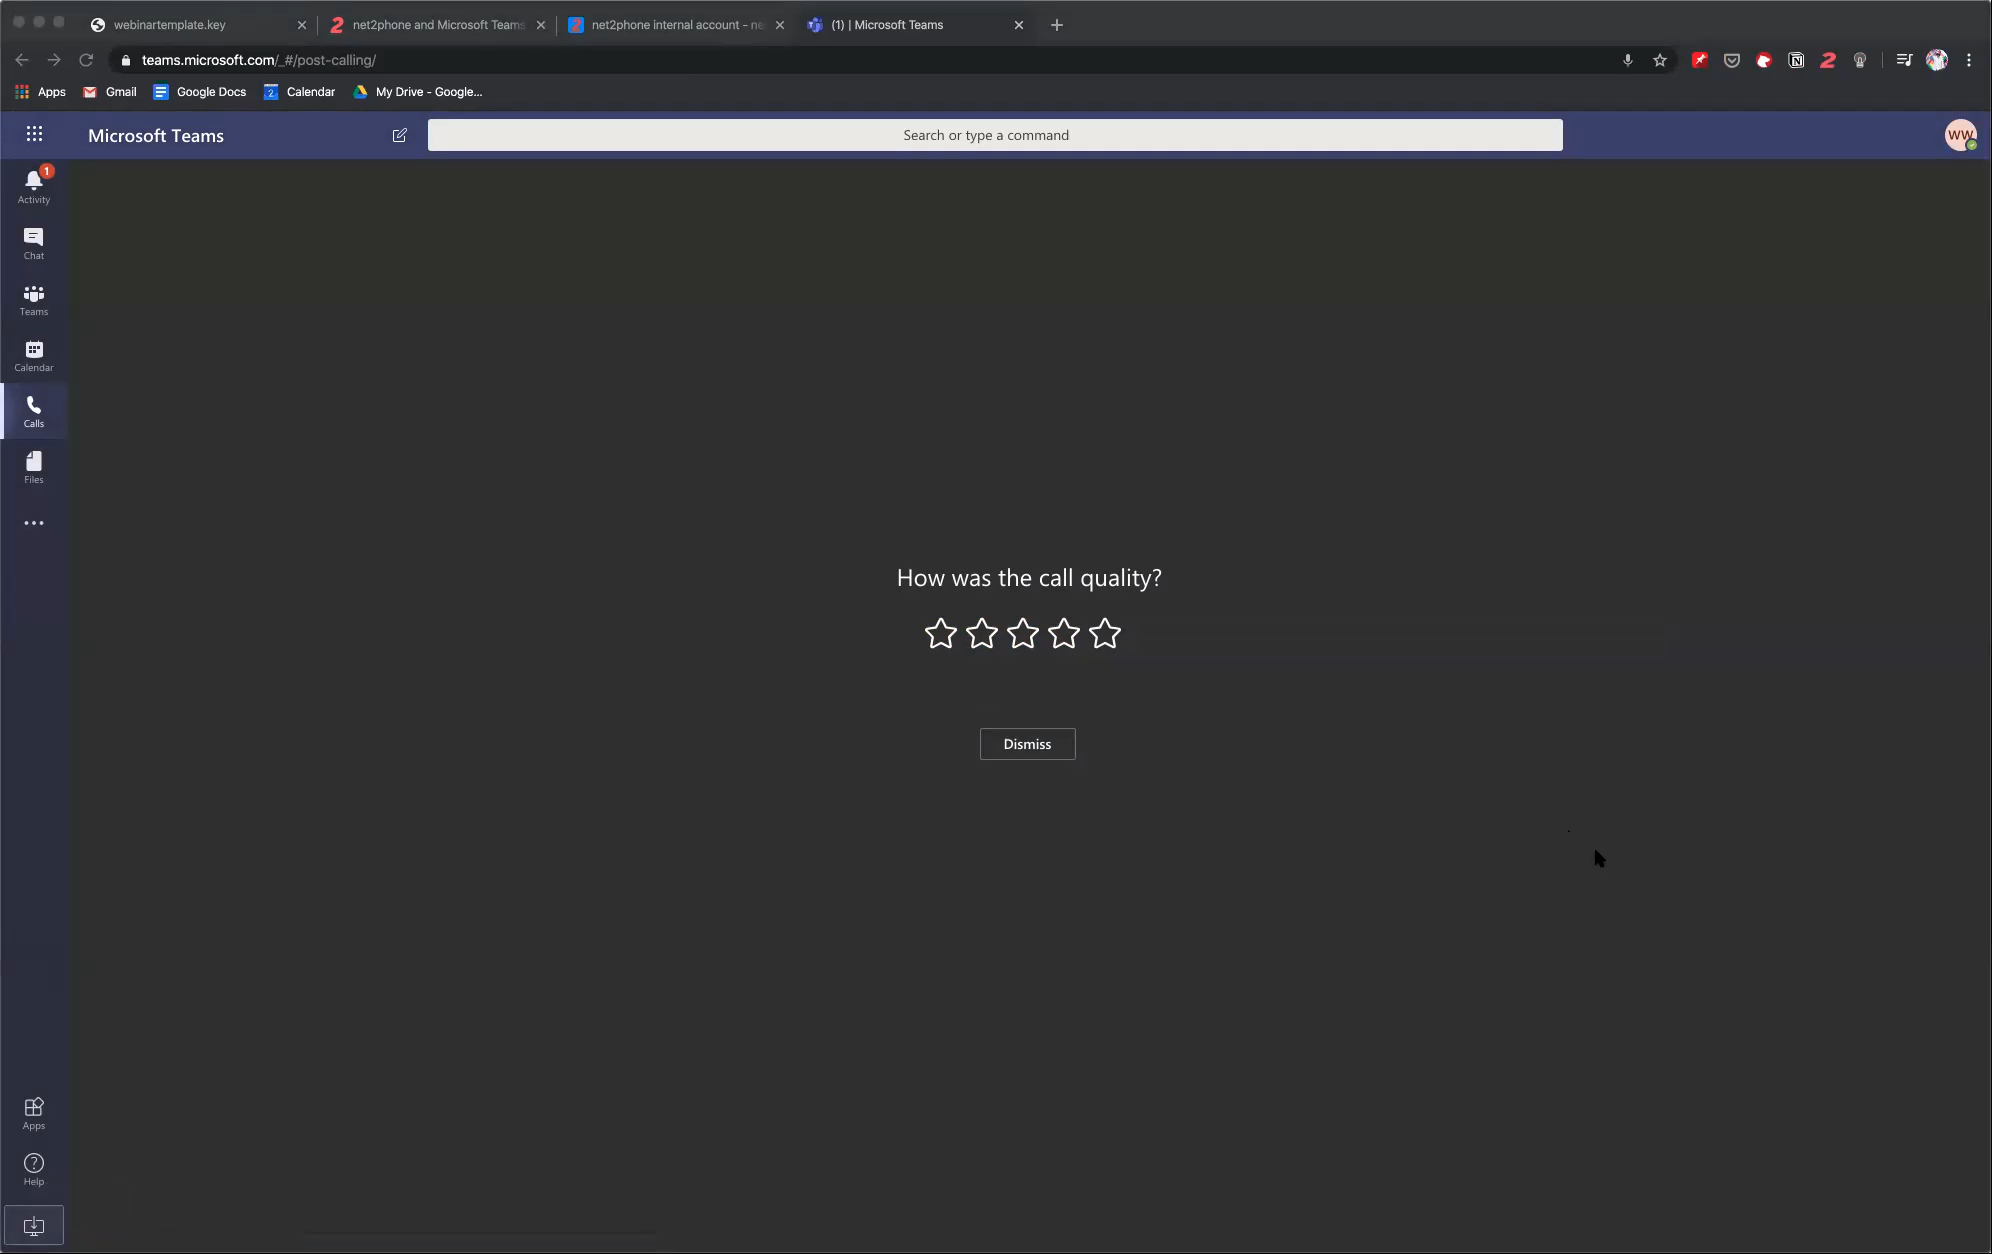 webinartemplate.key
net2phone and Microsoft Teams
net2phone internal account - ne
(1) | Microsoft Teams
teams.microsoft.com/_#/post-calling/
Apps
Gmail
Google Docs
Calendar
My Drive - Google...
Microsoft Teams
Search or type a command
WW
1
Activity
Chat
Teams
Calendar
Calls
Files
How was the call quality?
Dismiss
Apps
Help